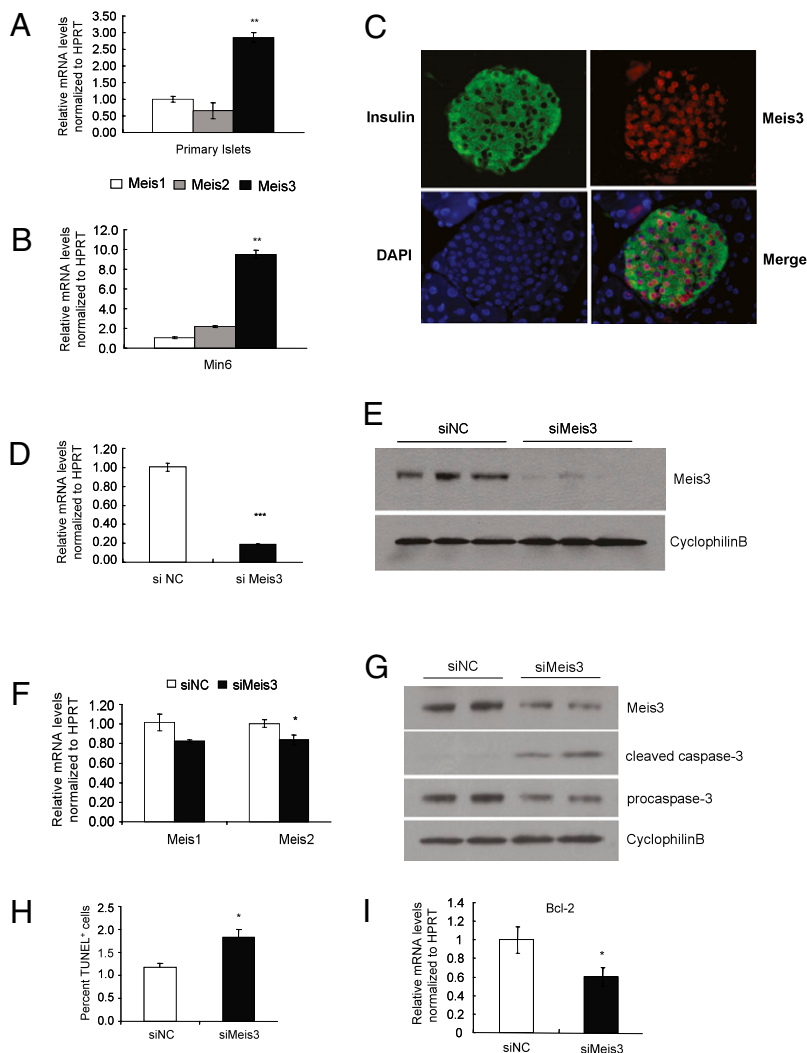 A
Relative mRNA levels
normalized to HPRT
3.50
3.00
2.50
2.00
1.50
1.00
0.50
0.00
**
Primary Islets
Meis1
Meis2
Meis3
B
Relative mRNA levels
normalized to HPRT
12.0
10.0
8.0
6.0
4.0
2.0
0.0
**
Min6
C
Insulin
Meis3
DAPI
Merge
D
Relative mRNA levels
normalized to HPRT
1.20
1.00
0.80
0.60
0.40
0.20
0.00
***
si NC
si Meis3
E
siNC
siMeis3
Meis3
CyclophilinB
F
siNC
siMeis3
Relative mRNA levels
normalized to HPRT
1.20
1.00
0.80
0.60
0.40
0.20
0.00
*
Meis1
Meis2
G
siNC
siMeis3
Meis3
cleaved caspase-3
procaspase-3
CyclophilinB
H
Percent TUNEL⁺ cells
2.5
2.0
1.5
1.0
0.5
0
*
siNC
siMeis3
I
Bcl-2
Relative mRNA levels
normalized to HPRT
1.4
1.2
1
0.8
0.6
0.4
0.2
0
*
siNC
siMeis3